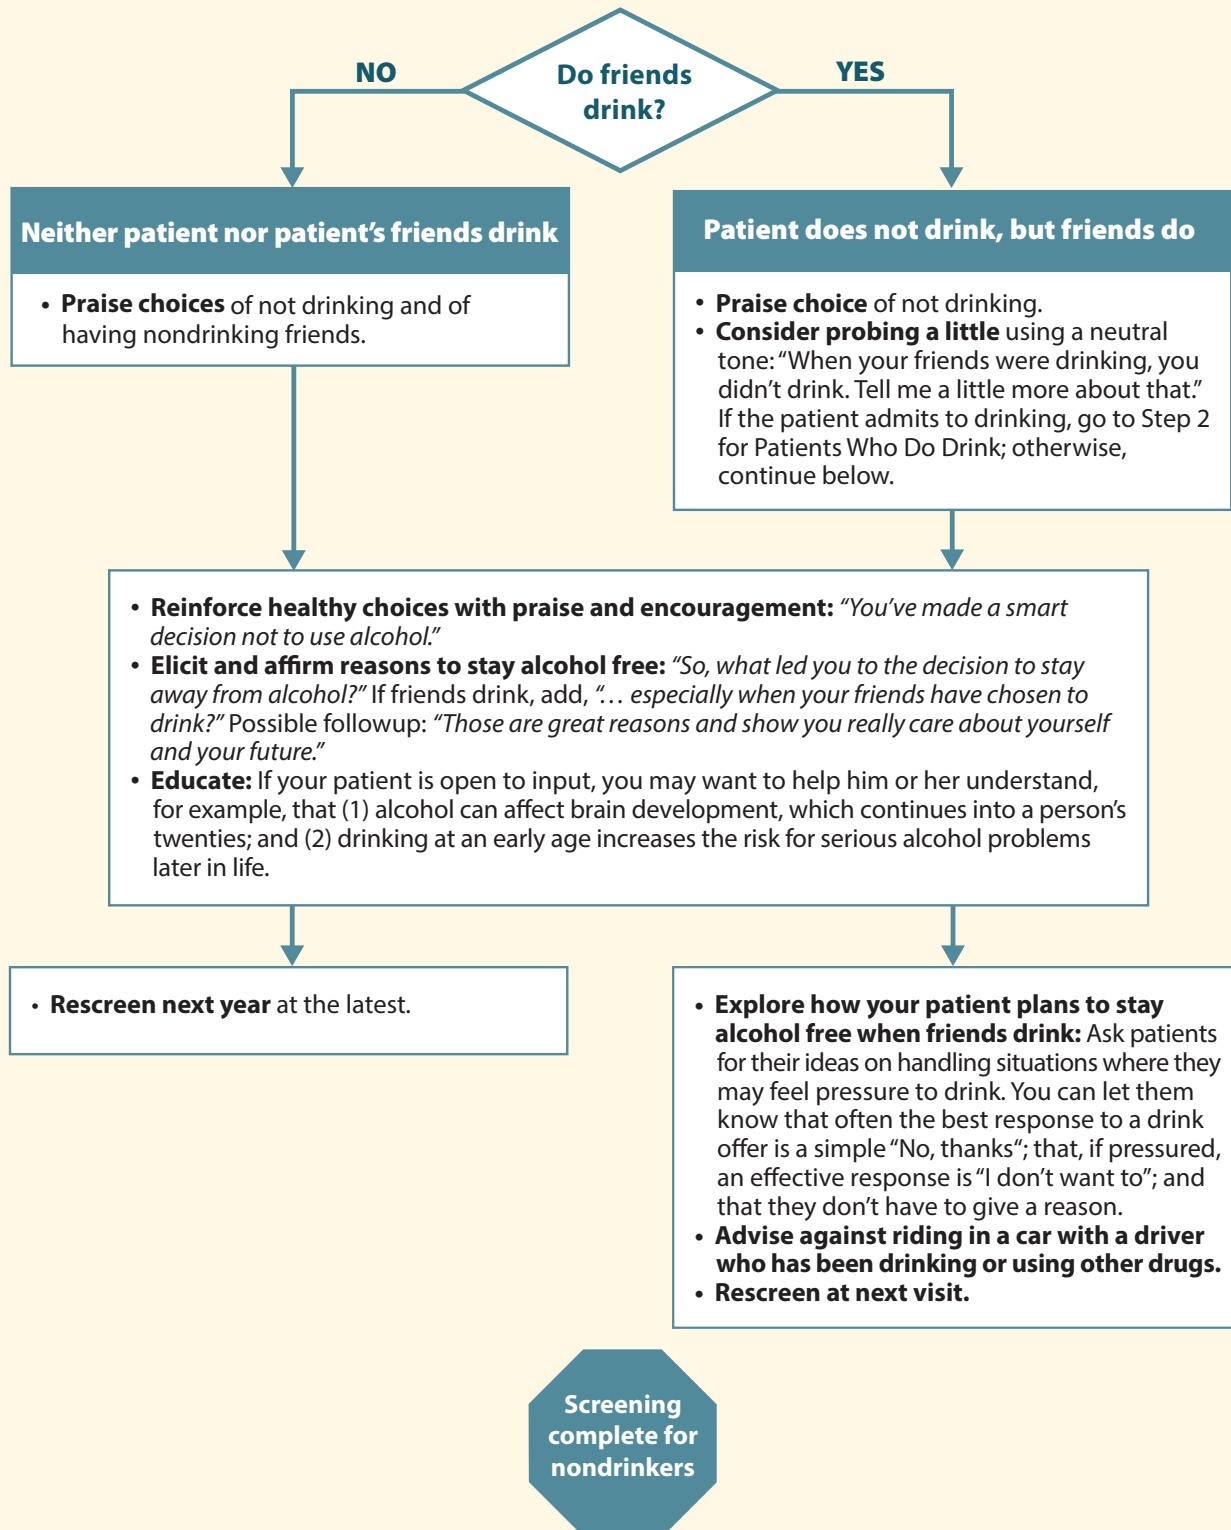 Do friends
drink?
NO
YES
Neither patient nor patient’s friends drink
• Praise choices of not drinking and of
having nondrinking friends.
Patient does not drink, but friends do
• Praise choice of not drinking.
• Consider probing a little using a neutral
tone: “When your friends were drinking, you
didn’t drink. Tell me a little more about that.”
If the patient admits to drinking, go to Step 2
for Patients Who Do Drink; otherwise,
continue below.
• Reinforce healthy choices with praise and encouragement: “You’ve made a smart
decision not to use alcohol.”
• Elicit and affirm reasons to stay alcohol free: “So, what led you to the decision to stay
away from alcohol?” If friends drink, add, “… especially when your friends have chosen to
drink?” Possible followup: “Those are great reasons and show you really care about yourself
and your future.”
• Educate: If your patient is open to input, you may want to help him or her understand,
for example, that (1) alcohol can affect brain development, which continues into a person’s
twenties; and (2) drinking at an early age increases the risk for serious alcohol problems
later in life.
• Rescreen next year at the latest.
• Explore how your patient plans to stay
alcohol free when friends drink: Ask patients
for their ideas on handling situations where they
may feel pressure to drink. You can let them
know that often the best response to a drink
offer is a simple “No, thanks“; that, if pressured,
an effective response is “I don’t want to”; and
that they don’t have to give a reason.
• Advise against riding in a car with a driver
who has been drinking or using other drugs.
• Rescreen at next visit.
Screening
complete for
nondrinkers